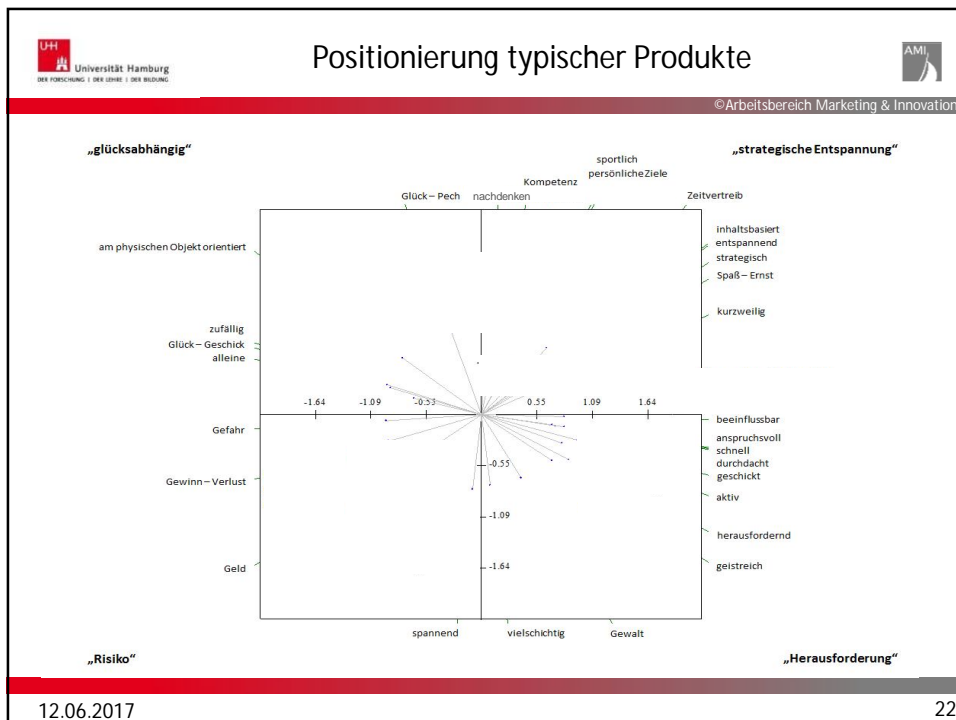 UH
Universität Hamburg
DER FORSCHUNG | DER LEHRE | DER BILDUNG
Positionierung typischer Produkte
AMI
©Arbeitsbereich Marketing & Innovation
„glücksabhängig“
„strategische Entspannung“
sportlich
persönliche Ziele
Kompetenz
Glück – Pech
nachdenken
Zeitvertreib
am physischen Objekt orientiert
inhaltsbasiert
entspannend
strategisch
Spaß – Ernst
kurzweilig
zufällig
Glück – Geschick
alleine
-1.64 -1.09 -0.55 0.55 1.09 1.64
Gefahr
beeinflussbar
anspruchsvoll
schnell
durchdacht
geschickt
-0.55
Gewinn – Verlust
aktiv
-1.09
herausfordernd
Geld
-1.64
geistreich
spannend
vielschichtig
Gewalt
„Risiko“
„Herausforderung“
12.06.2017
22